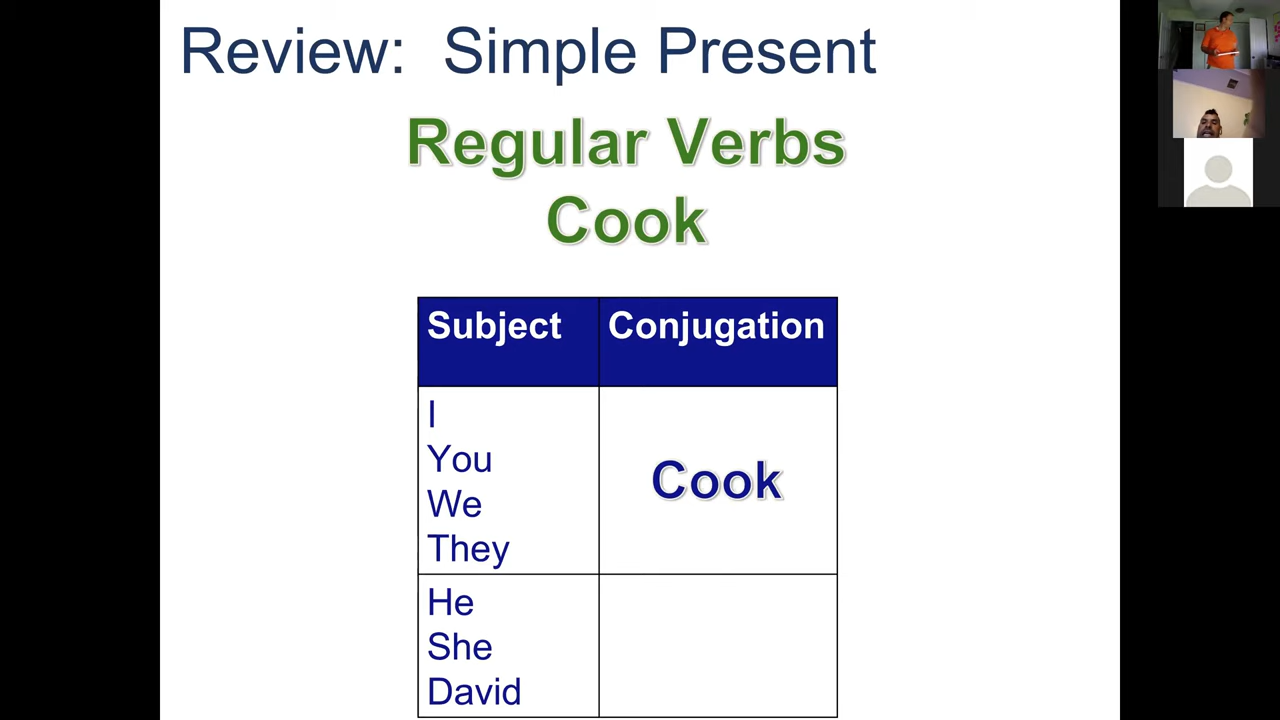 Review: Simple Present
Regular Verbs
Cook
Subject Conjugation
I
You
We
They
Cook
He
She
David